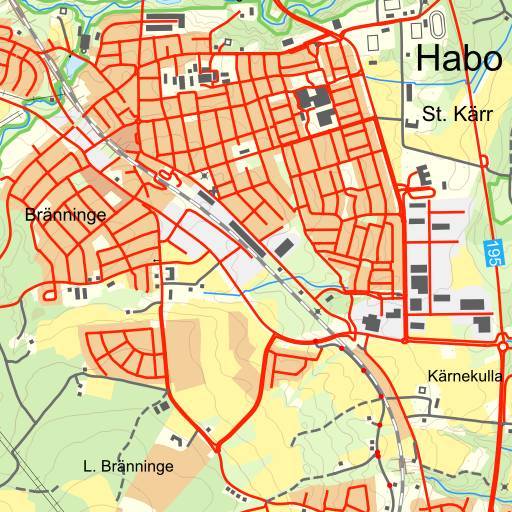 Habo
St. Kärr
Bränninge
195
Kärnekulla
L. Bränninge